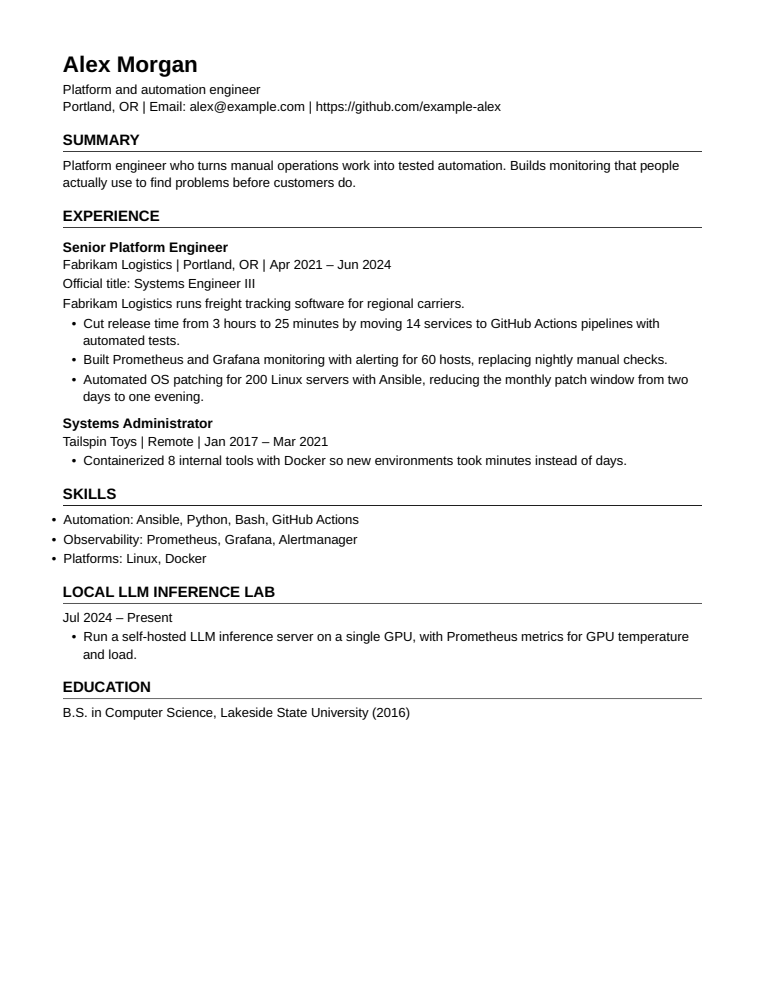 Alex Morgan
Platform and automation engineer
Portland, OR | Email: alex@example.com | https://github.com/example-alex
SUMMARY
Platform engineer who turns manual operations work into tested automation. Builds monitoring that people
actually use to find problems before customers do.
EXPERIENCE
Senior Platform Engineer
Fabrikam Logistics | Portland, OR | Apr 2021 – Jun 2024
Official title: Systems Engineer III
Fabrikam Logistics runs freight tracking software for regional carriers.
• Cut release time from 3 hours to 25 minutes by moving 14 services to GitHub Actions pipelines with
automated tests.
• Built Prometheus and Grafana monitoring with alerting for 60 hosts, replacing nightly manual checks.
• Automated OS patching for 200 Linux servers with Ansible, reducing the monthly patch window from two
days to one evening.
Systems Administrator
Tailspin Toys | Remote | Jan 2017 – Mar 2021
• Containerized 8 internal tools with Docker so new environments took minutes instead of days.
SKILLS
• Automation: Ansible, Python, Bash, GitHub Actions
• Observability: Prometheus, Grafana, Alertmanager
• Platforms: Linux, Docker
LOCAL LLM INFERENCE LAB
Jul 2024 – Present
• Run a self-hosted LLM inference server on a single GPU, with Prometheus metrics for GPU temperature
and load.
EDUCATION
B.S. in Computer Science, Lakeside State University (2016)